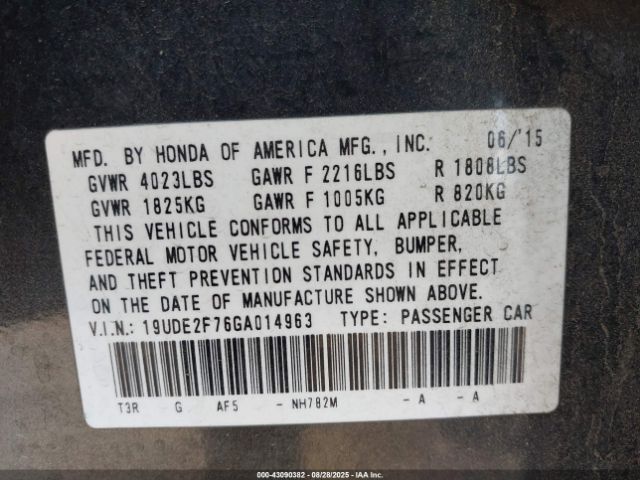 MFD. BY HONDA OF AMERICA MFG., INC. 06/'15
GVWR 4023LBS GAWR F 2216LBS R 1808LBS
GVWR 1825KG GAWR F 1005KG R 820KG
THIS VEHICLE CONFORMS TO ALL APPLICABLE
FEDERAL MOTOR VEHICLE SAFETY, BUMPER,
AND THEFT PREVENTION STANDARDS IN EFFECT
ON THE DATE OF MANUFACTURE SHOWN ABOVE.
V.I.N.: 19UDE2F76GA014963 TYPE: PASSENGER CAR
T3R G AF5 - NH782M - A - A
000-43090382 | 08/28/2025 - IAA Inc.